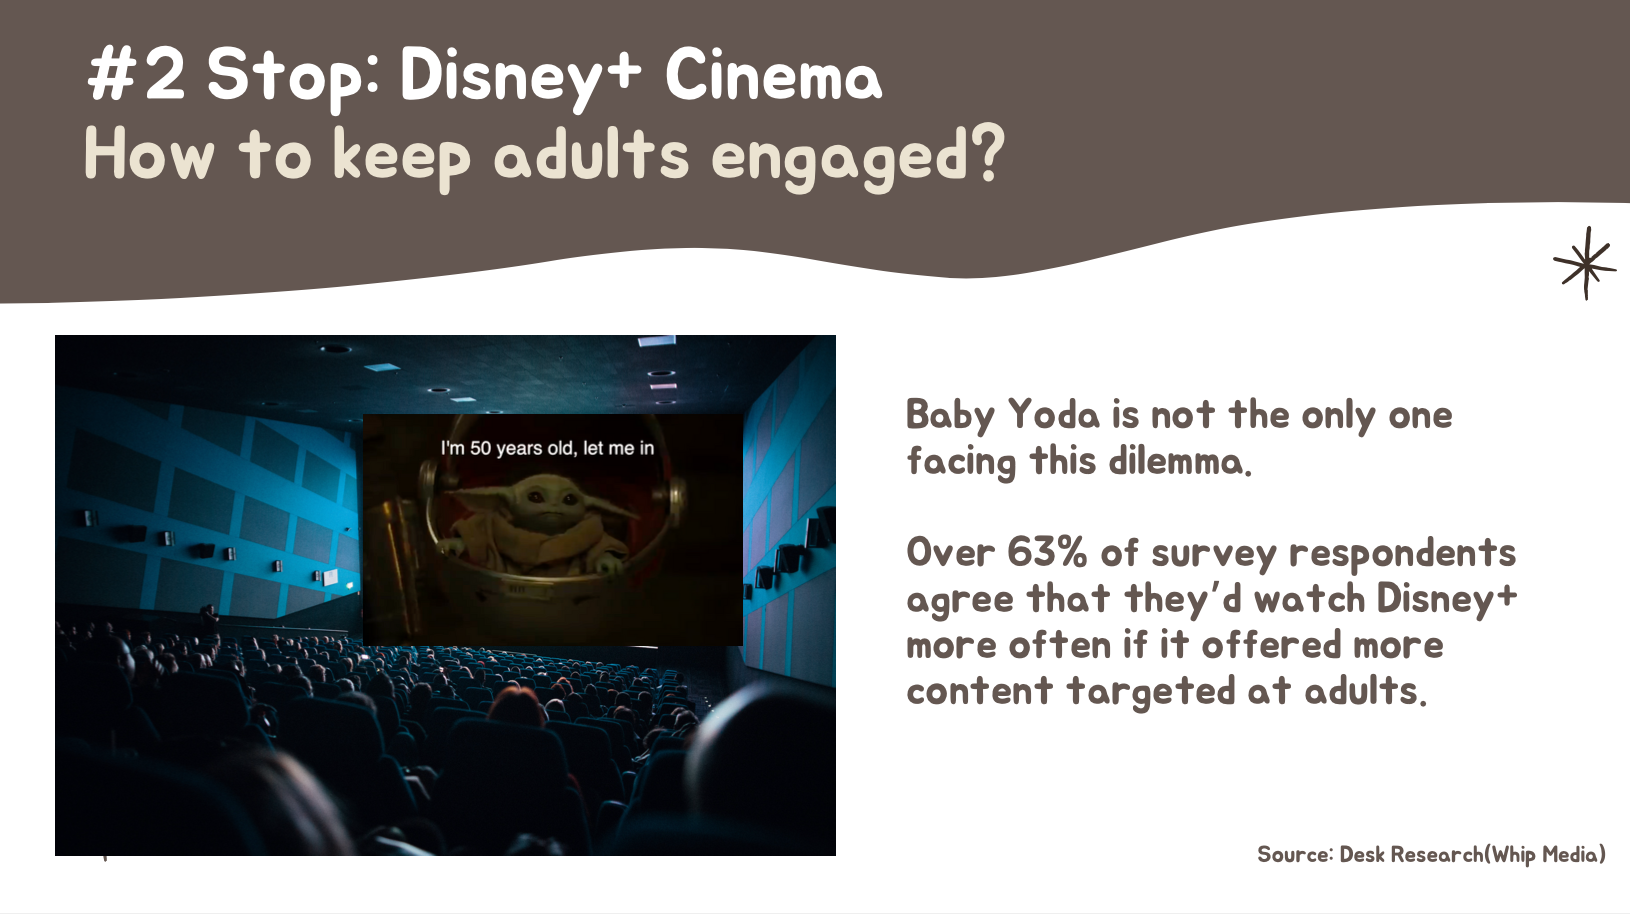 #2 Stop: Disney+ Cinema
How to keep adults engaged?
I'm 50 years old, let me in
Baby Yoda is not the only one
facing this dilemma.
Over 63% of survey respondents
agree that they'd watch Disney+
more often if it offered more
content targeted at adults.
Source: Desk Research(Whip Media)